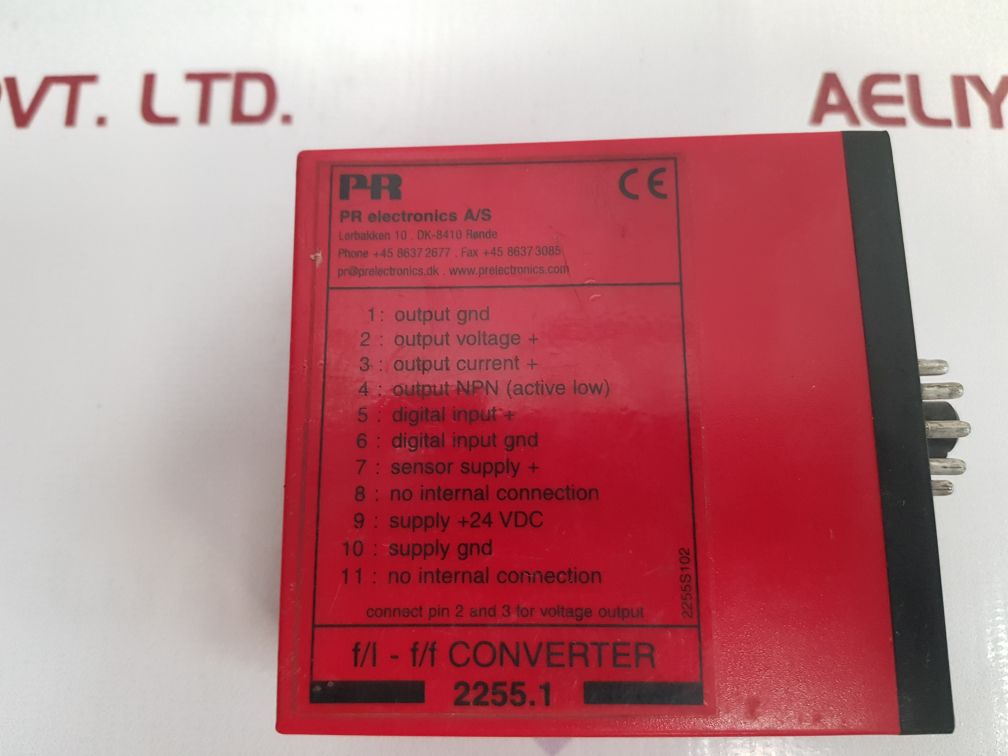 PVT. LTD.
AELIY
PR
CE
PR electronics A/S
Lerbakken 10 . DK-8410 Rønde
Phone +45 8637 2677 . Fax +45 8637 3085
pr@prelectronics.dk . www.prelectronics.com
1 : output gnd
2 : output voltage +
3 : output current +
4 : output NPN (active low)
5 : digital input +
6 : digital input gnd
7 : sensor supply +
8 : no internal connection
9 : supply +24 VDC
10 : supply gnd
11 : no internal connection
connect pin 2 and 3 for voltage output
2255S102
f/I - f/f CONVERTER
2255.1